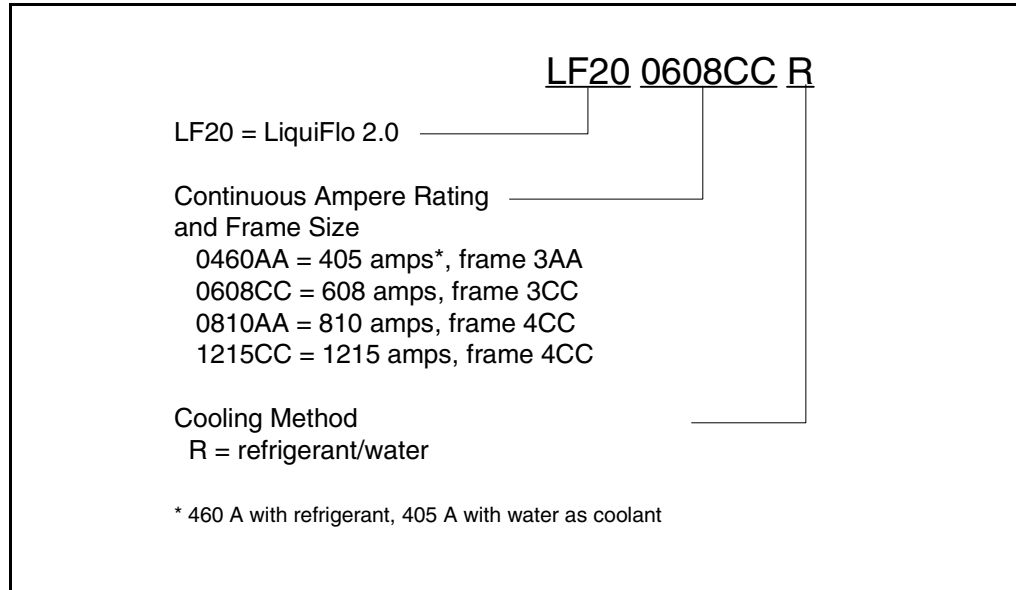 LF20 0608CC R
LF20 = LiquiFlo 2.0
Continuous Ampere Rating
and Frame Size
0460AA = 405 amps*, frame 3AA
0608CC = 608 amps, frame 3CC
0810AA = 810 amps, frame 4CC
1215CC = 1215 amps, frame 4CC
Cooling Method
R = refrigerant/water
* 460 A with refrigerant, 405 A with water as coolant